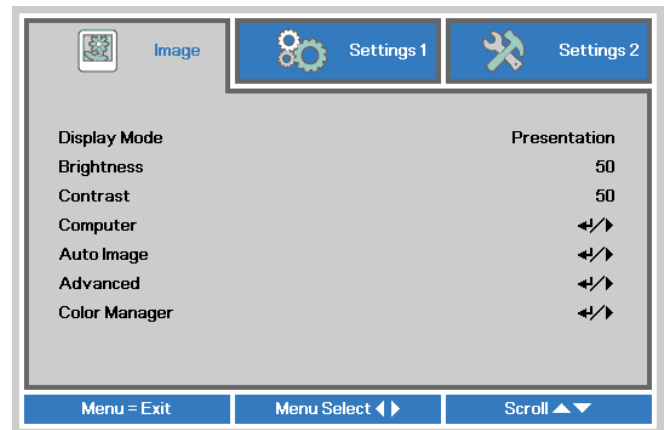 Image
Settings 1
Settings 2
Display Mode Presentation
Brightness 50
Contrast 50
Computer ↵/▶
Auto Image ↵/▶
Advanced ↵/▶
Color Manager ↵/▶
Menu = Exit
Menu Select ◀▶
Scroll ▲▼